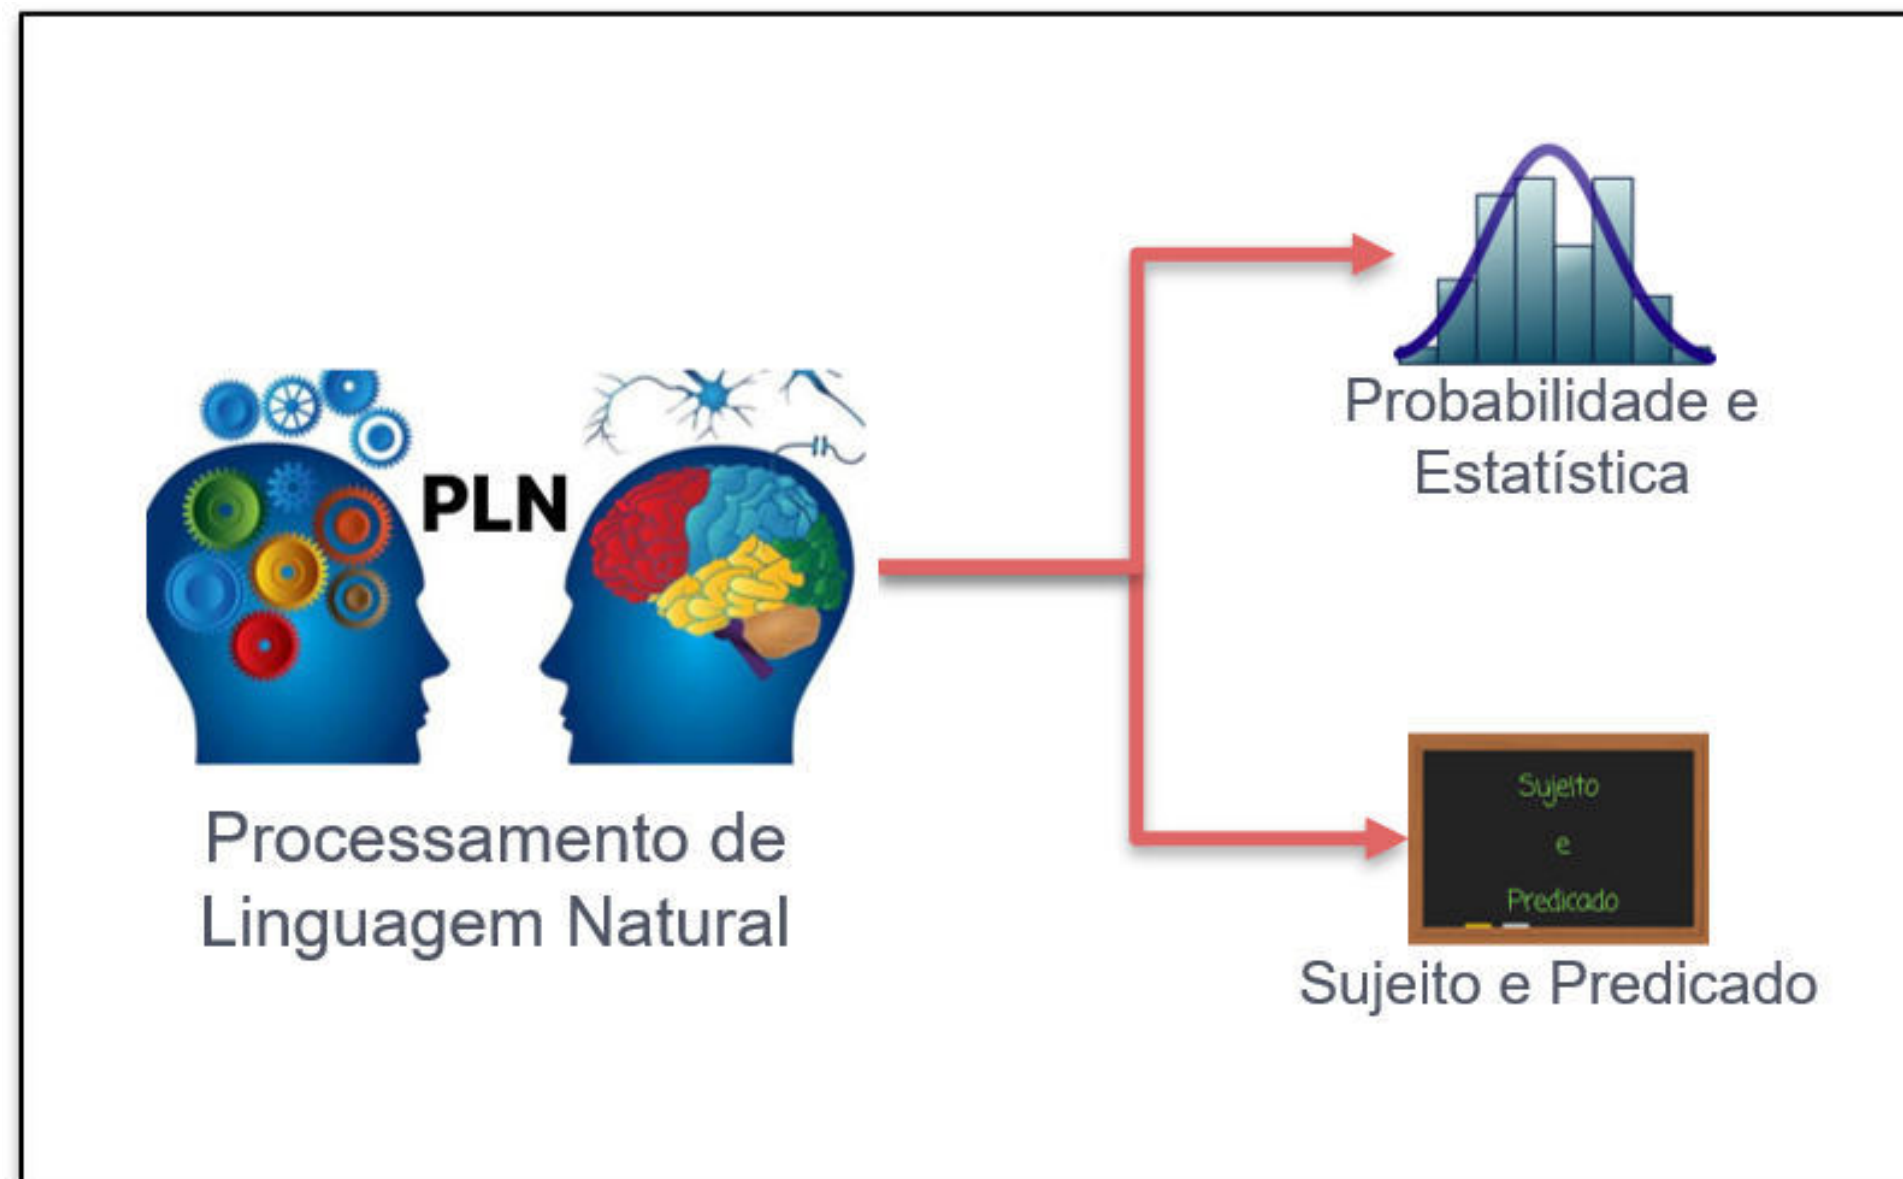 PLN
Processamento de
Linguagem Natural
Probabilidade e
Estatística
Sujeito
e
Predicado
Sujeito e Predicado